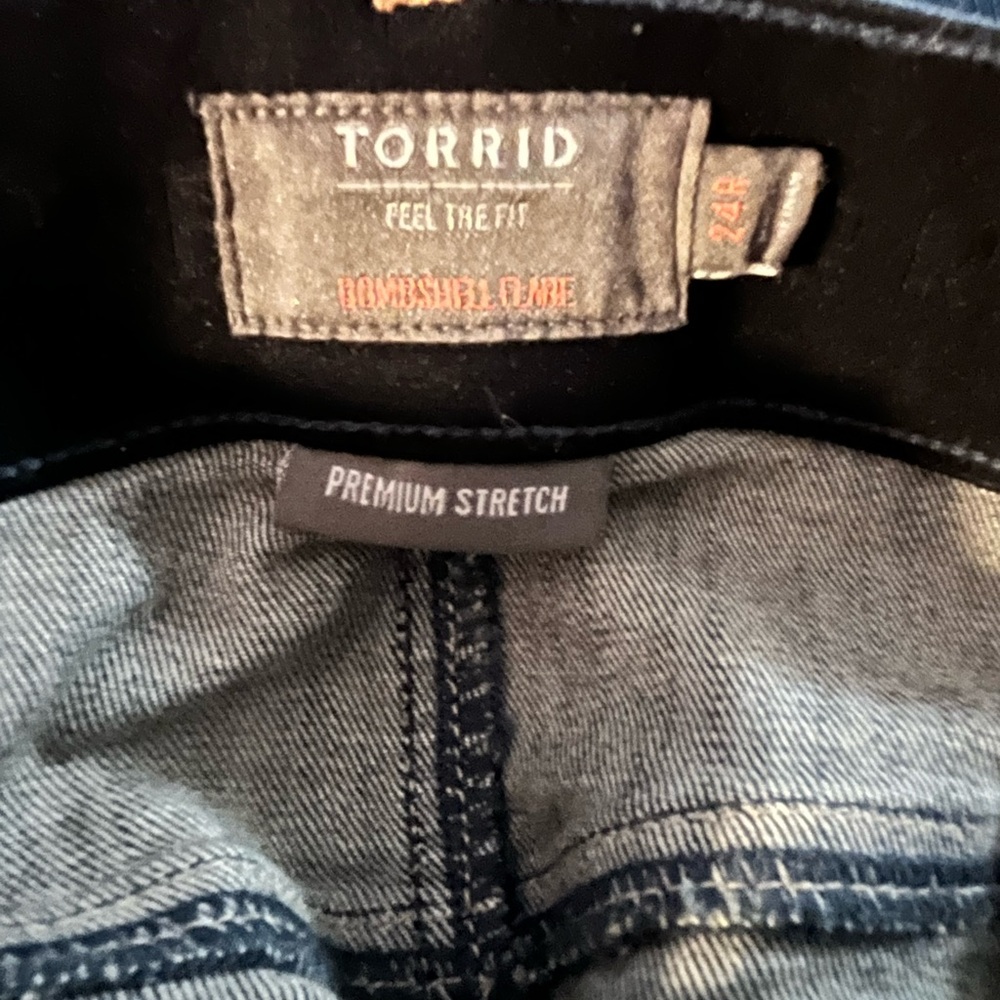 TORRID
FEEL THE FIT
BOMBSHELL FLARE
24R
PREMIUM STRETCH